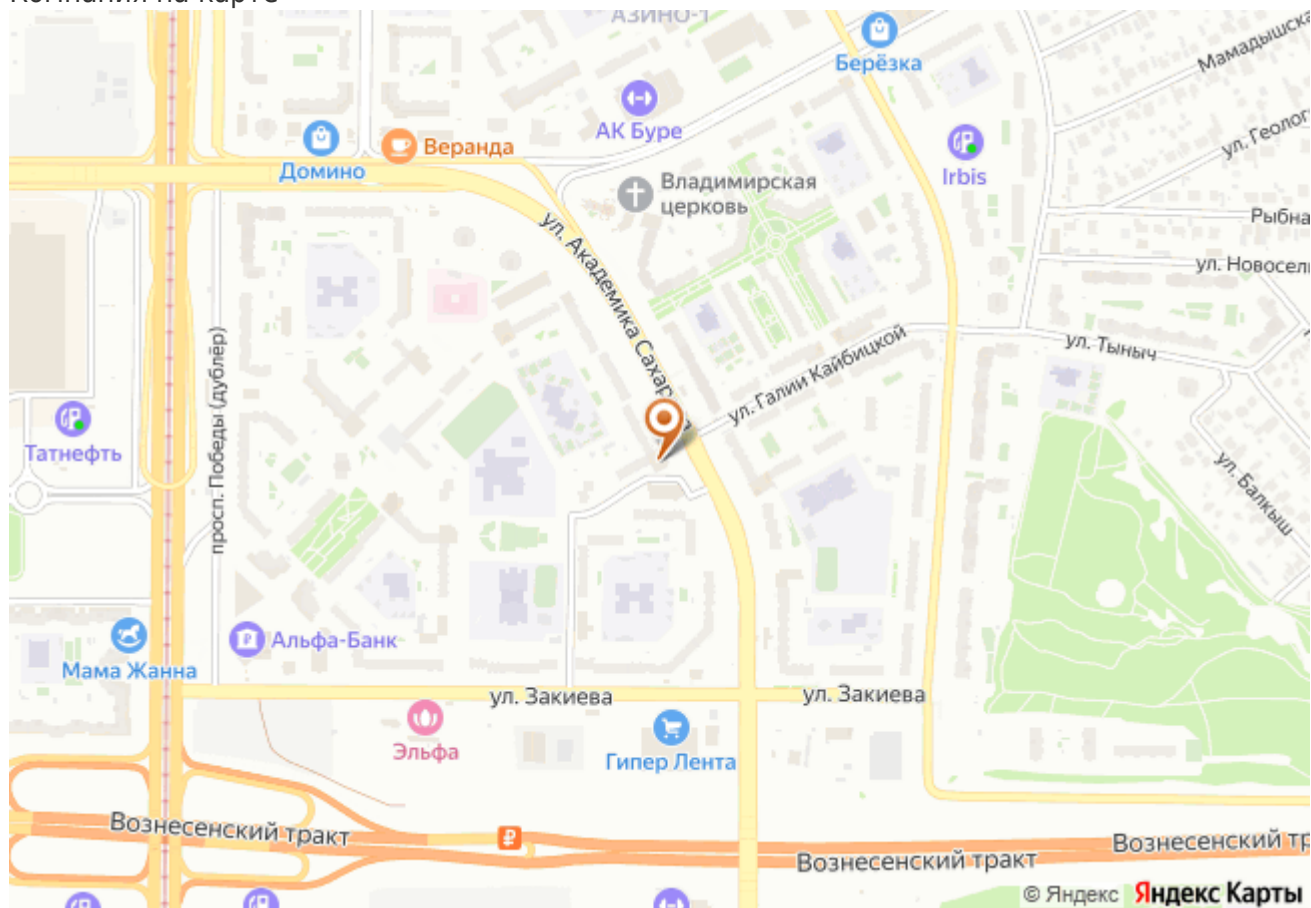 АЗИНО-1
Мамадышска
Берёзка
АК Буре
ул. Геолог
Веранда
Домино
Irbis
Владимирская
церковь
Рыбна
ул. Академика Сахар
ул. Новосел
просп. Победы (дублёр)
ул. Тыныч
ул. Галии Кайбицкой
Татнефть
ул. Балкыш
Альфа-Банк
Мама Жанна
ул. Закиева
ул. Закиева
Эльфа
Гипер Лента
Вознесенский тракт
Вознесенский тр
Вознесенский тракт
© Яндекс Яндекс Карты